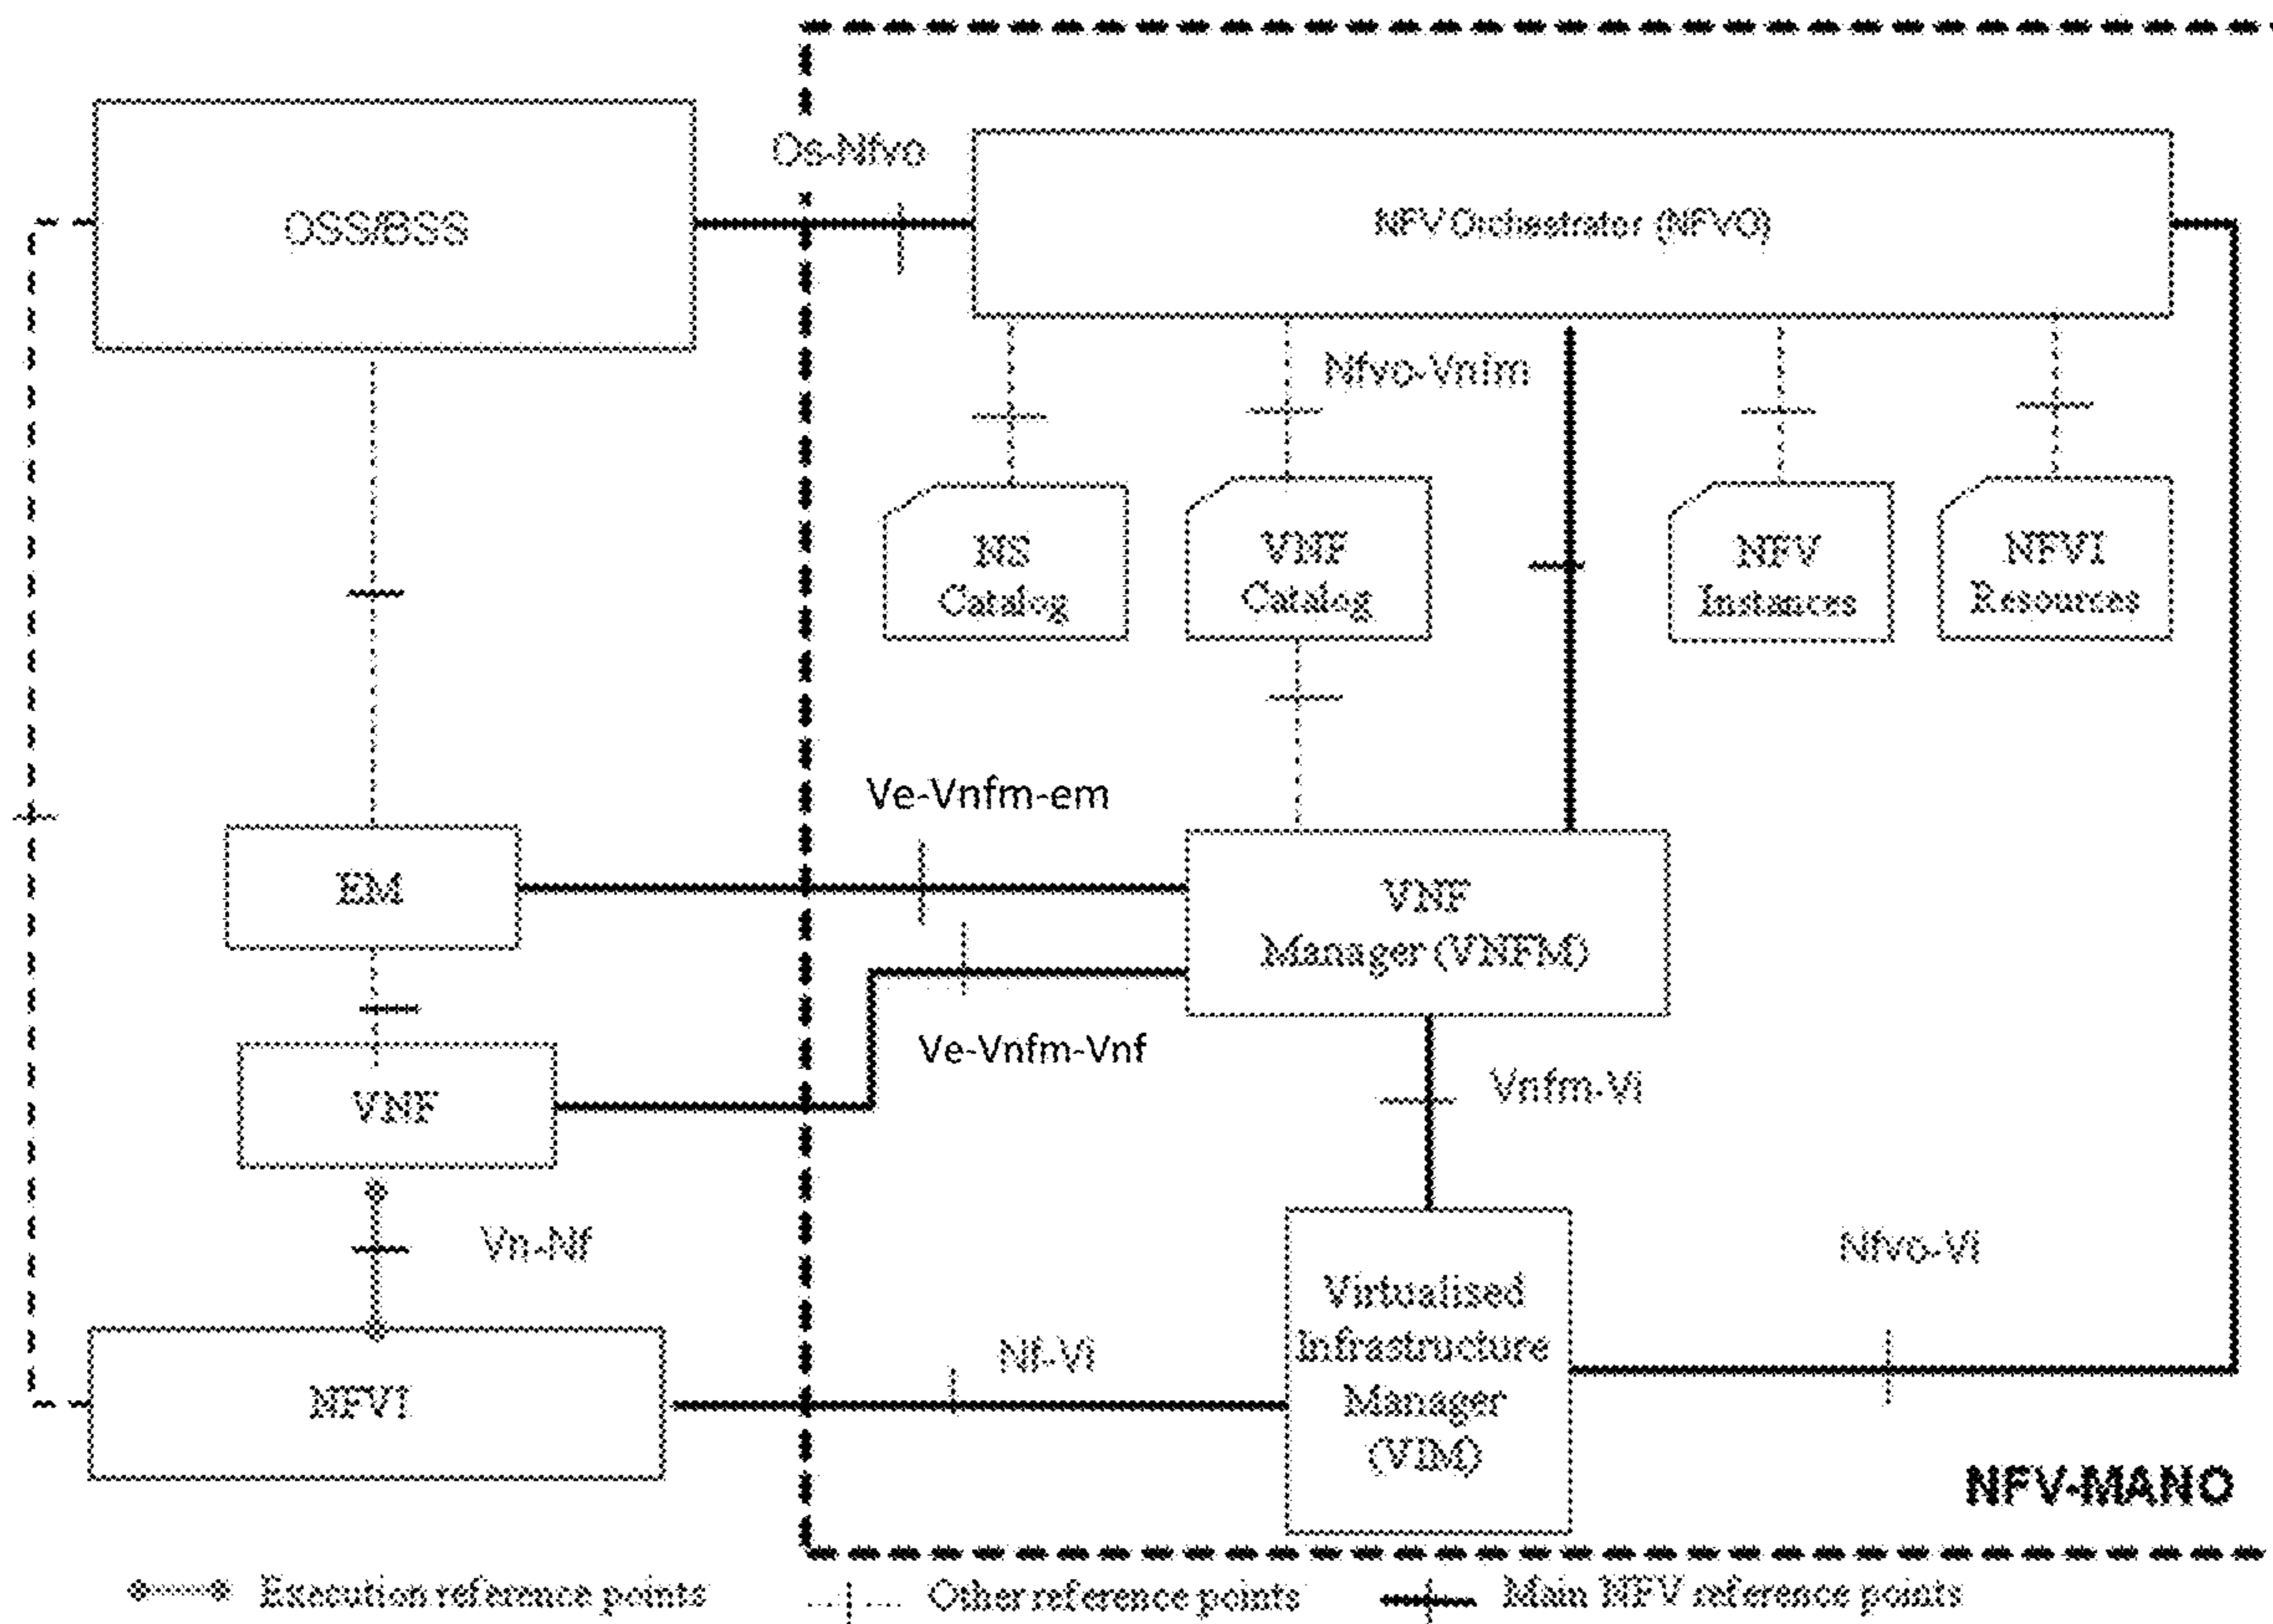 Os-Nfvo
OSS/BSS
NFV Orchestrator (NFVO)
Nfvo-Vnfm
NS
Catalog
VNF
Catalog
NFV
Instances
NFVI
Resources
Ve-Vnfm-em
EM
VNF
Manager (VNFM)
Ve-Vnfm-Vnf
VNF
Vnfm-Vi
Vn-Nf
Nfvo-Vi
Virtualised
Infrastructure
Manager
(VIM)
Nf-Vi
NFVI
NFV-MANO
Execution reference points
Other reference points
Main NFV reference points